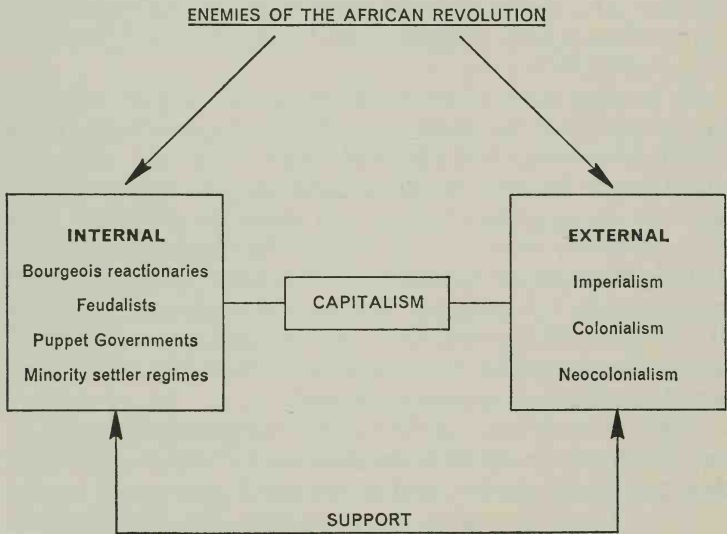 ENEMIES OF THE AFRICAN REVOLUTION
INTERNAL
Bourgeois reactionaries
Feudalists
Puppet Governments
Minority settler regimes
CAPITALISM
EXTERNAL
Imperialism
Colonialism
Neocolonialism
SUPPORT